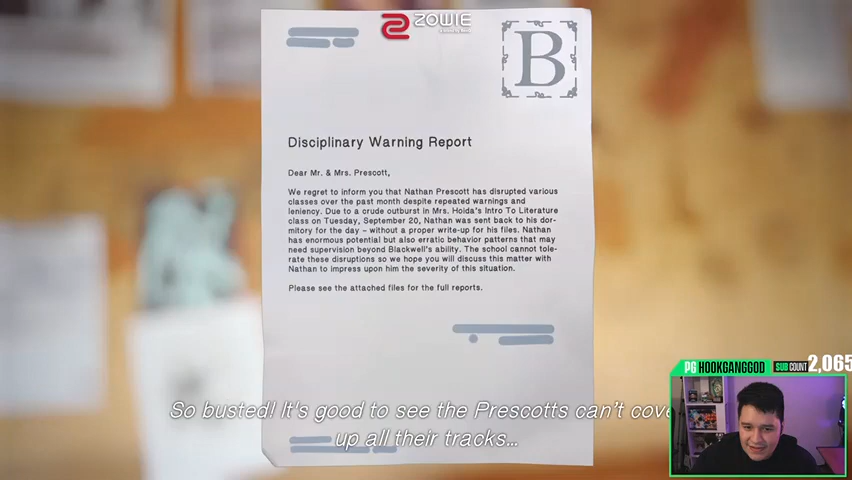 ZOWIE
B
Disciplinary Warning Report
Dear Mr. & Mrs. Prescott,
We regret to inform you that Nathan Prescott has disrupted various
classes over the past month despite repeated warnings and
leniency. Due to a crude outburst in Mrs. Hoida's Intro To Literature
class on Tuesday, September 20, Nathan was sent back to his dor-
mitory for the day – without a proper write-up for his files. Nathan
has enormous potential but also erratic behavior patterns that may
need supervision beyond Blackwell's ability. The school cannot tole-
rate these disruptions so we hope you will discuss this matter with
Nathan to impress upon him the severity of this situation.
Please see the attached files for the full reports.
PG HOOKGANGGOD SUB COUNT 2,065
So busted! It's good to see the Prescotts can't cove
up all their tracks...